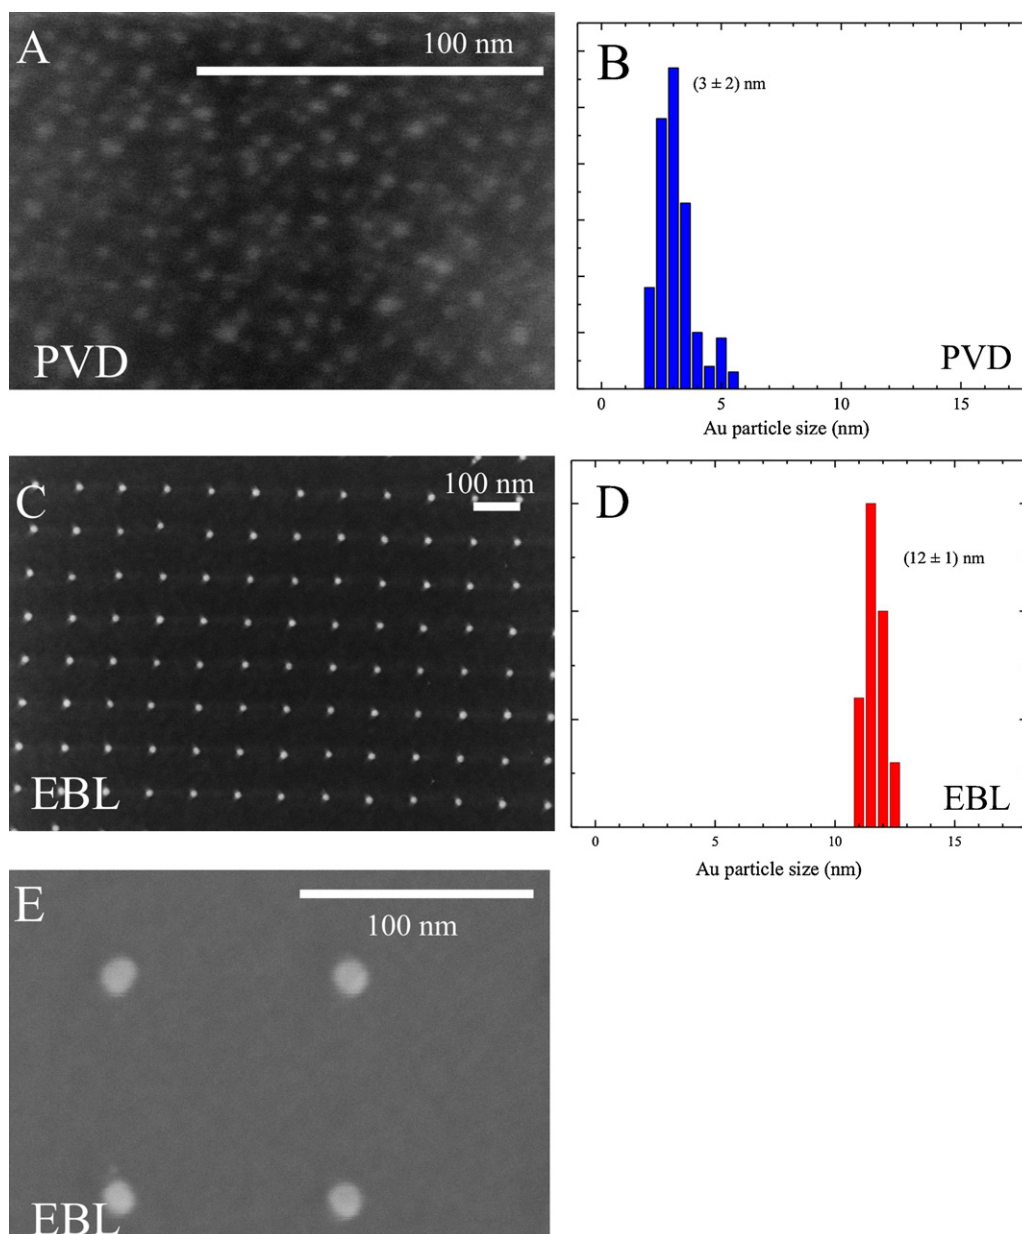 A
100 nm
PVD
B
(3 ± 2) nm
PVD
0 5 10 15
Au particle size (nm)
C
100 nm
EBL
D
(12 ± 1) nm
EBL
0 5 10 15
Au particle size (nm)
E
100 nm
EBL